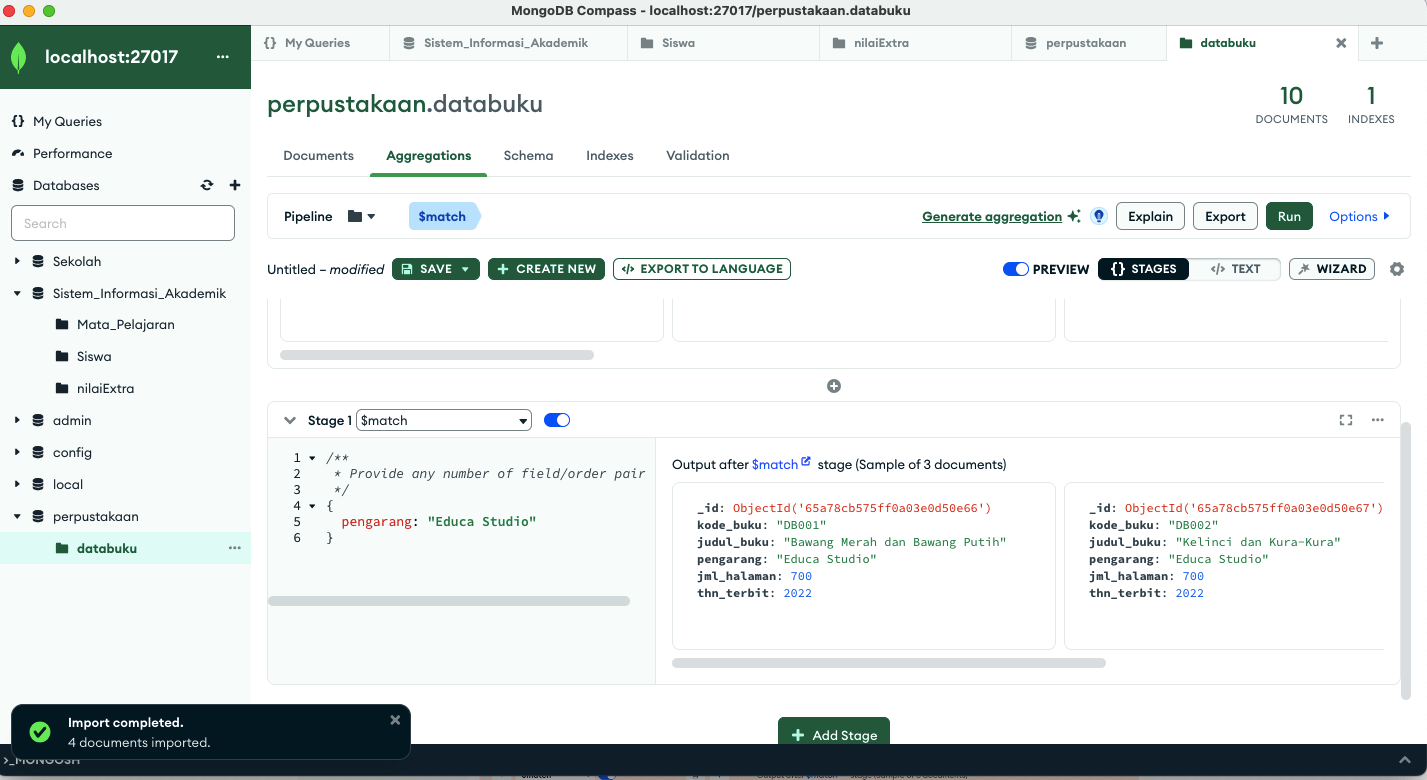 MongoDB Compass - localhost:27017/perpustakaan.databuku
localhost:27017
My Queries
Sistem_Informasi_Akademik
Siswa
nilaiExtra
perpustakaan
databuku
perpustakaan.databuku
10
DOCUMENTS
1
INDEXES
My Queries
Performance
Databases
Search
Sekolah
Sistem_Informasi_Akademik
Mata_Pelajaran
Siswa
nilaiExtra
admin
config
local
perpustakaan
databuku
Documents
Aggregations
Schema
Indexes
Validation
Pipeline
$match
Generate aggregation
Explain
Export
Run
Options
Untitled – modified
SAVE
CREATE NEW
EXPORT TO LANGUAGE
PREVIEW
{} STAGES
</> TEXT
WIZARD
Stage 1
$match
1 /**
2 * Provide any number of field/order pair
3 */
4 {
5 pengarang: "Educa Studio"
6 }
Output after $match stage (Sample of 3 documents)
_id: ObjectId('65a78cb575ff0a03e0d50e66')
kode_buku: "DB001"
judul_buku: "Bawang Merah dan Bawang Putih"
pengarang: "Educa Studio"
jml_halaman: 700
thn_terbit: 2022
_id: ObjectId('65a78cb575ff0a03e0d50e67')
kode_buku: "DB002"
judul_buku: "Kelinci dan Kura-Kura"
pengarang: "Educa Studio"
jml_halaman: 700
thn_terbit: 2022
Add Stage
Import completed.
4 documents imported.
>_MONGOSH